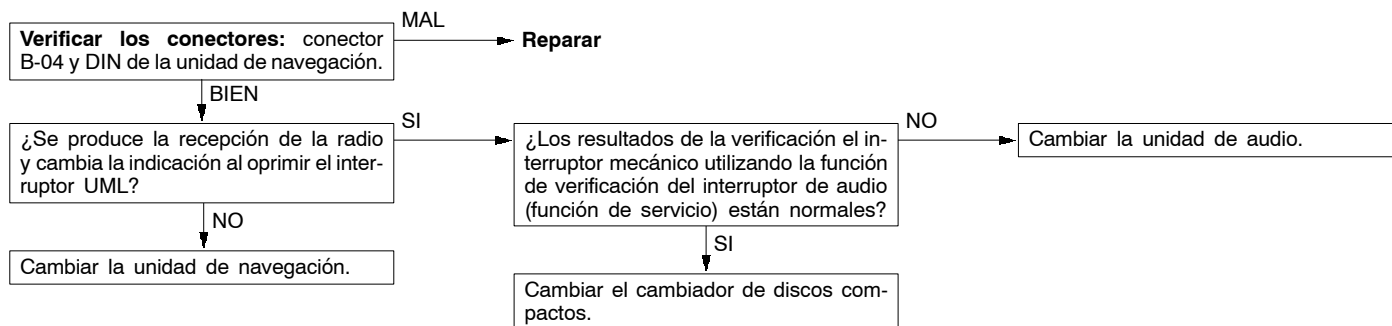 Verificar los conectores: conector
B-04 y DIN de la unidad de navegación.
MAL
Reparar
BIEN
¿Se produce la recepción de la radio
y cambia la indicación al oprimir el inter-
ruptor UML?
SI
¿Los resultados de la verificación el in-
terruptor mecánico utilizando la función
de verificación del interruptor de audio
(función de servicio) están normales?
NO
Cambiar la unidad de audio.
NO
Cambiar la unidad de navegación.
SI
Cambiar el cambiador de discos com-
pactos.